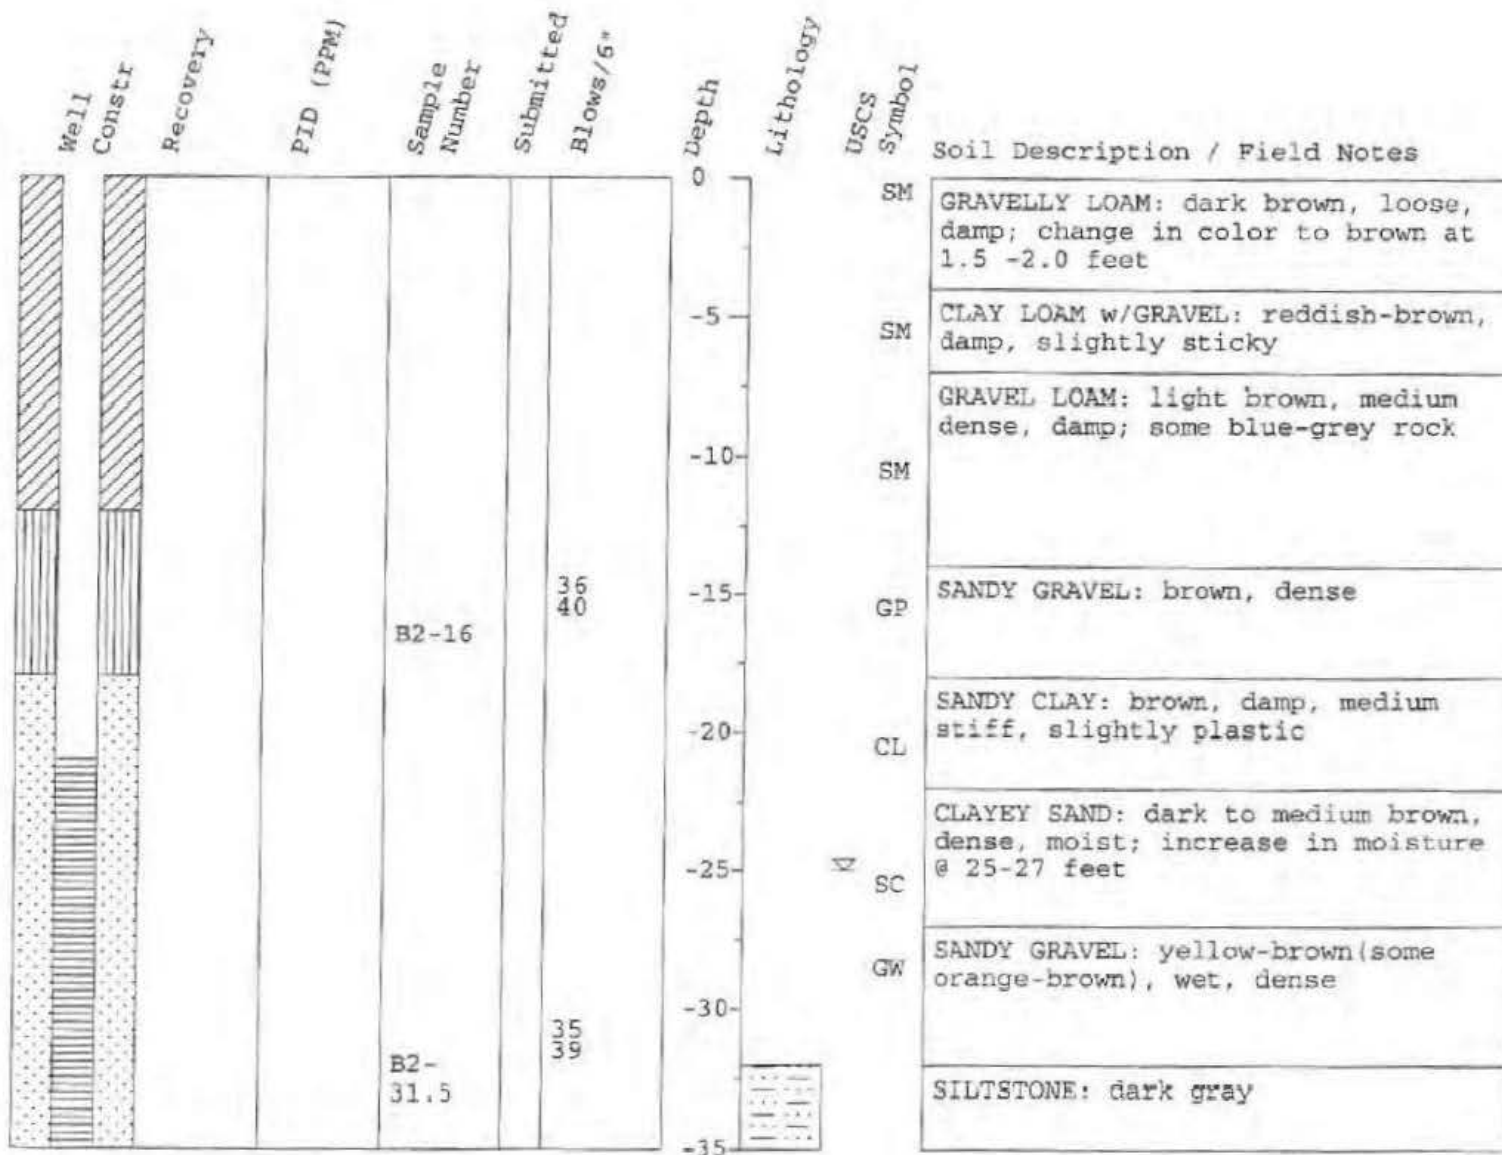 Well
Constr
Recovery
PID (PPM)
Sample
Number
Submitted
Blows/6"
Depth
Lithology
USCS
Symbol
Soil Description / Field Notes
0
SM
GRAVELLY LOAM: dark brown, loose,
damp; change in color to brown at
1.5 -2.0 feet
-5
SM
CLAY LOAM w/GRAVEL: reddish-brown,
damp, slightly sticky
GRAVEL LOAM: light brown, medium
dense, damp; some blue-grey rock
-10
SM
36
40
-15
GP
SANDY GRAVEL: brown, dense
B2-16
SANDY CLAY: brown, damp, medium
stiff, slightly plastic
-20
CL
CLAYEY SAND: dark to medium brown,
dense, moist; increase in moisture
@ 25-27 feet
-25
SC
SANDY GRAVEL: yellow-brown(some
orange-brown), wet, dense
GW
-30
35
39
B2-
31.5
SILTSTONE: dark gray
-35